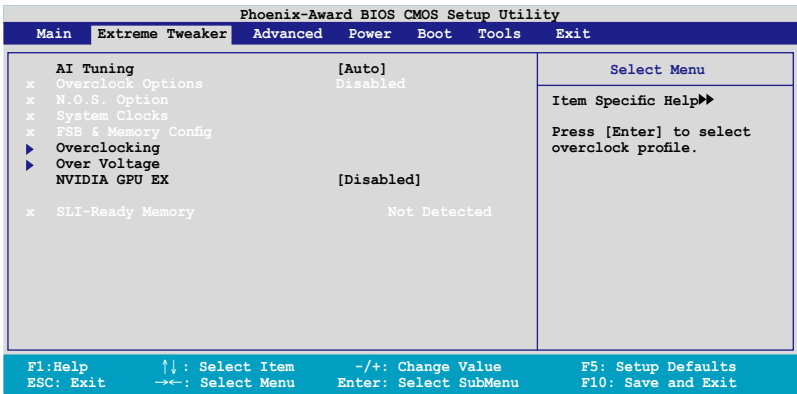 Phoenix-Award BIOS CMOS Setup Utility
Main Extreme Tweaker Advanced Power Boot Tools Exit
AI Tuning [Auto]
x Overclock Options Disabled
x N.O.S. Option
x System Clocks
x FSB & Memory Config
Overclocking
Over Voltage
NVIDIA GPU EX [Disabled]
x SLI-Ready Memory Not Detected
Select Menu
Item Specific Help
Press [Enter] to select
overclock profile.
F1:Help ↑↓: Select Item -/+: Change Value F5: Setup Defaults
ESC: Exit →←: Select Menu Enter: Select SubMenu F10: Save and Exit